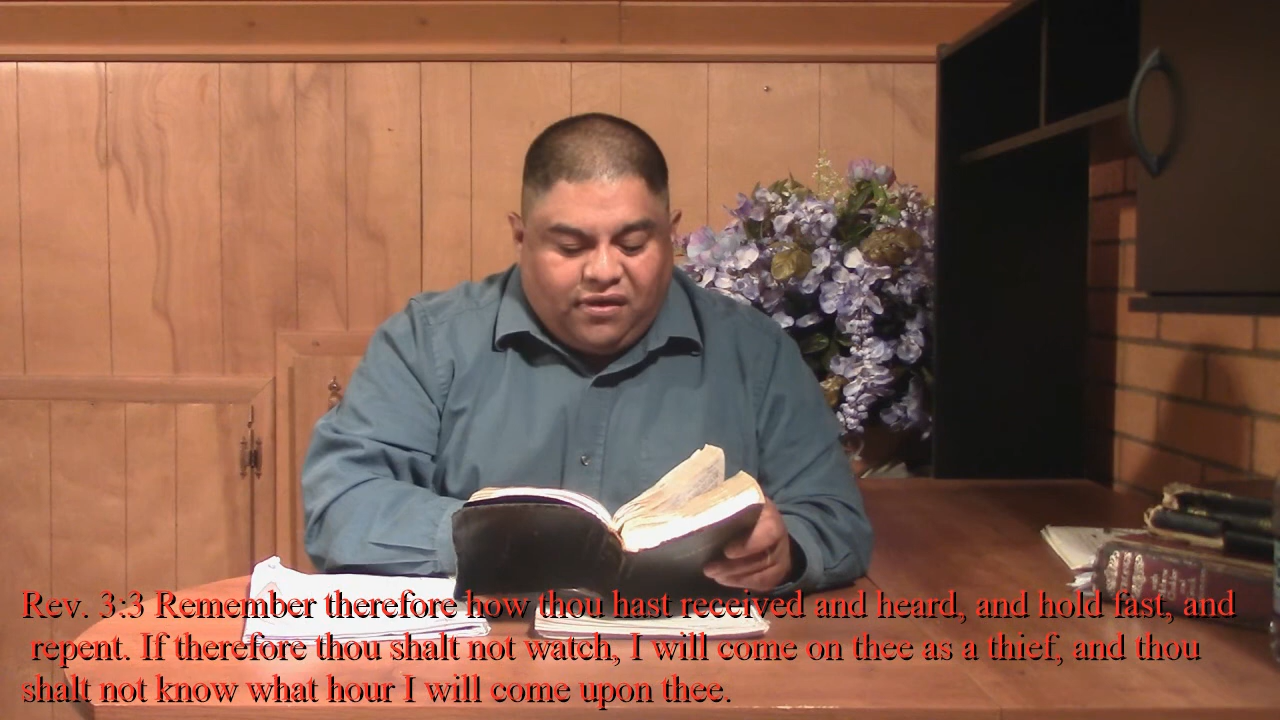 Rev. 3:3 Remember therefore how thou hast received and heard, and hold fast, and
repent. If therefore thou shalt not watch, I will come on thee as a thief, and thou
shalt not know what hour I will come upon thee.